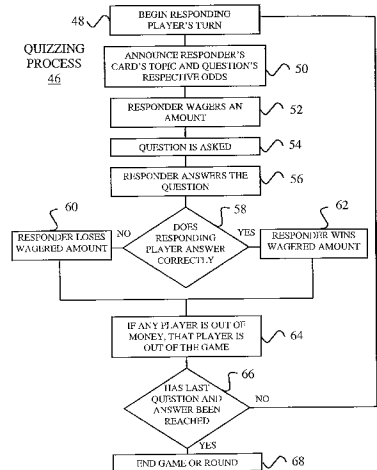 48
BEGIN RESPONDING
PLAYER'S TURN
QUIZZING
PROCESS
46
ANNOUNCE RESPONDER'S
CARD'S TOPIC AND QUESTION'S
RESPECTIVE ODDS
50
RESPONDER WAGERS AN
AMOUNT
52
QUESTION IS ASKED
54
RESPONDER ANSWERS THE
QUESTION
56
58
DOES
RESPONDING
PLAYER ANSWER
CORRECTLY
NO
YES
60
RESPONDER LOSES
WAGERED AMOUNT
62
RESPONDER WINS
WAGERED AMOUNT
IF ANY PLAYER IS OUT OF
MONEY, THAT PLAYER IS
OUT OF THE GAME
64
66
HAS LAST
QUESTION AND
ANSWER BEEN
REACHED
NO
YES
END GAME OR ROUND
68